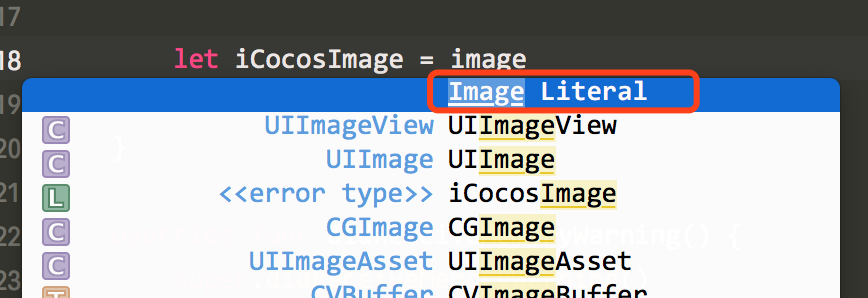 17
18 let iCocosImage = image
Image Literal
19
C UIImageView UIImageView
20 } C UIImage UIImage
21 L <<error type>> iCocosImage
22 C CGImage CGImage yWarning() {
C UIImageAsset UIImageAsset )
23 CVBuffer CVImageBuffer